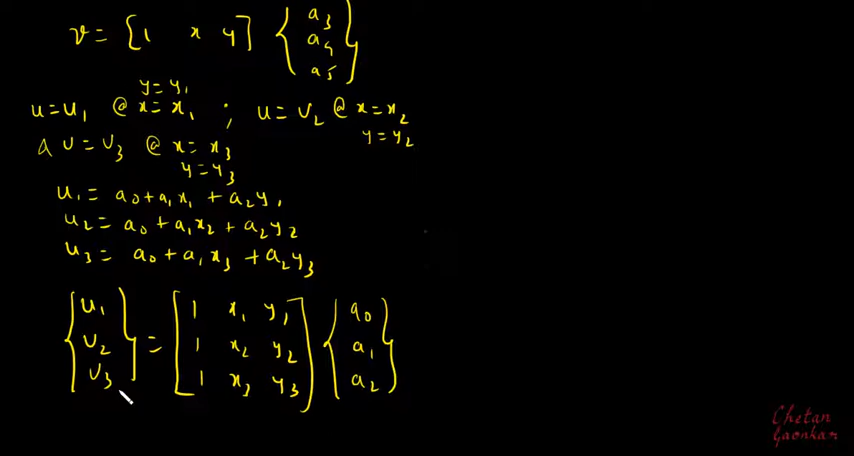 v = [1 x y] {a3 a4 a5}
u = u1 @ x = x1 y = y1 ; u = u2 @ x = x2 y = y2
a u = u3 @ x = x3 y = y3
u1 = a0 + a1x1 + a2y1
u2 = a0 + a1x2 + a2y2
u3 = a0 + a1x3 + a2y3
{u1 u2 u3} = [1 x1 y1 1 x2 y2 1 x3 y3] {a0 a1 a2}
Chetan
Gaonkar